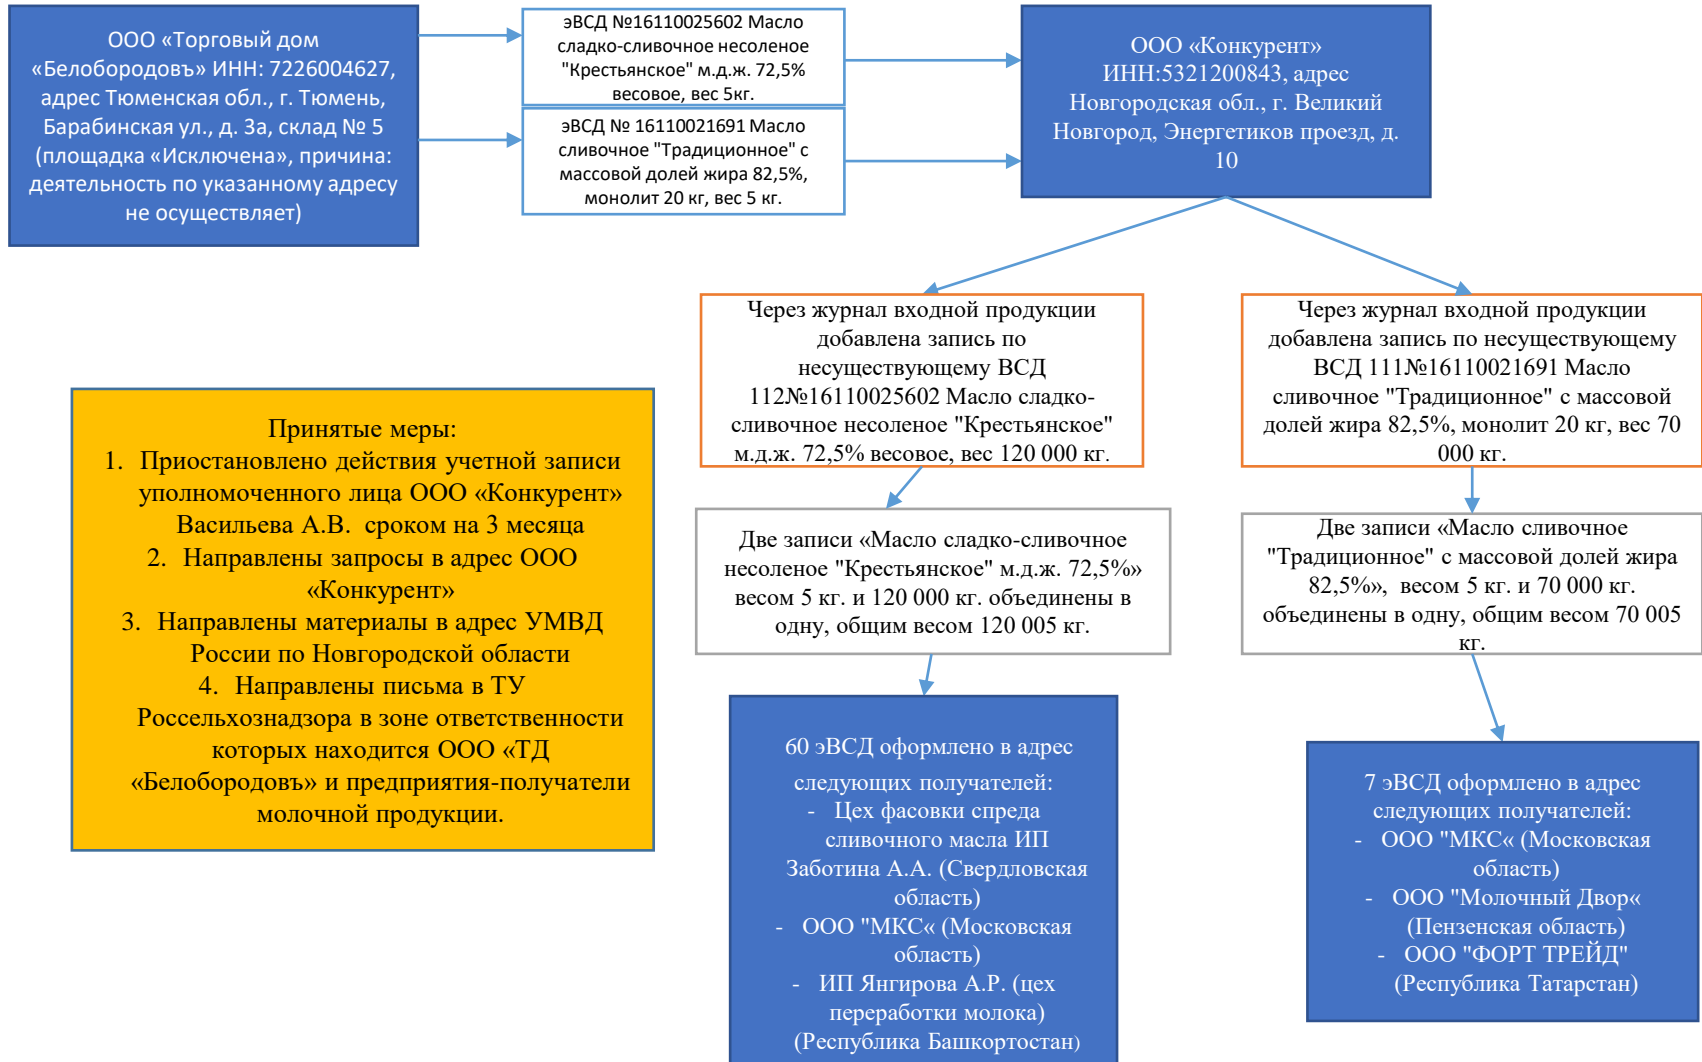 ООО «Торговый дом
«Белобородовъ» ИНН: 7226004627,
адрес Тюменская обл., г. Тюмень,
Барабинская ул., д. 3а, склад № 5
(площадка «Исключена», причина:
деятельность по указанному адресу
не осуществляет)
эВСД №16110025602 Масло
сладко-сливочное несоленое
"Крестьянское" м.д.ж. 72,5%
весовое, вес 5кг.
эВСД № 16110021691 Масло
сливочное "Традиционное" с
массовой долей жира 82,5%,
монолит 20 кг, вес 5 кг.
ООО «Конкурент»
ИНН:5321200843, адрес
Новгородская обл., г. Великий
Новгород, Энергетиков проезд, д.
10
Через журнал входной продукции
добавлена запись по
несуществующему ВСД
112№16110025602 Масло сладко-
сливочное несоленое "Крестьянское"
м.д.ж. 72,5% весовое, вес 120 000 кг.
Через журнал входной продукции
добавлена запись по несуществующему
ВСД 111№16110021691 Масло
сливочное "Традиционное" с массовой
долей жира 82,5%, монолит 20 кг, вес 70
000 кг.
Принятые меры:
1. Приостановлено действия учетной записи
уполномоченного лица ООО «Конкурент»
Васильева А.В. сроком на 3 месяца
2. Направлены запросы в адрес ООО
«Конкурент»
3. Направлены материалы в адрес УМВД
России по Новгородской области
4. Направлены письма в ТУ
Россельхознадзора в зоне ответственности
которых находится ООО «ТД
«Белобородовъ» и предприятия-получатели
молочной продукции.
Две записи «Масло сладко-сливочное
несоленое "Крестьянское" м.д.ж. 72,5%»
весом 5 кг. и 120 000 кг. объединены в
одну, общим весом 120 005 кг.
Две записи «Масло сливочное
"Традиционное" с массовой долей жира
82,5%», весом 5 кг. и 70 000 кг.
объединены в одну, общим весом 70 005
кг.
60 эВСД оформлено в адрес
следующих получателей:
- Цех фасовки спреда
сливочного масла ИП
Заботина А.А. (Свердловская
область)
- ООО "МКС« (Московская
область)
- ИП Янгирова А.Р. (цех
переработки молока)
(Республика Башкортостан)
7 эВСД оформлено в адрес
следующих получателей:
- ООО "МКС« (Московская
область)
- ООО "Молочный Двор«
(Пензенская область)
- ООО "ФОРТ ТРЕЙД"
(Республика Татарстан)